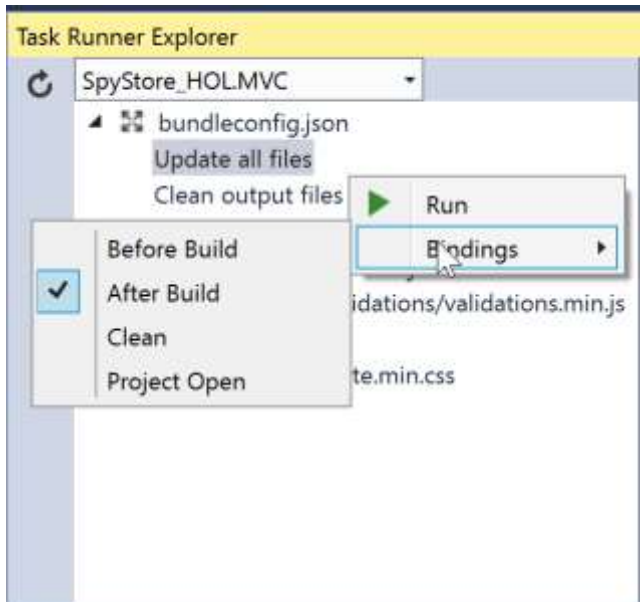 Task Runner Explorer
SpyStore_HOL.MVC
bundleconfig.json
Update all files
Clean output files
Run
Bindings
Before Build
After Build
Clean
Project Open
idations/validations.min.js
te.min.css